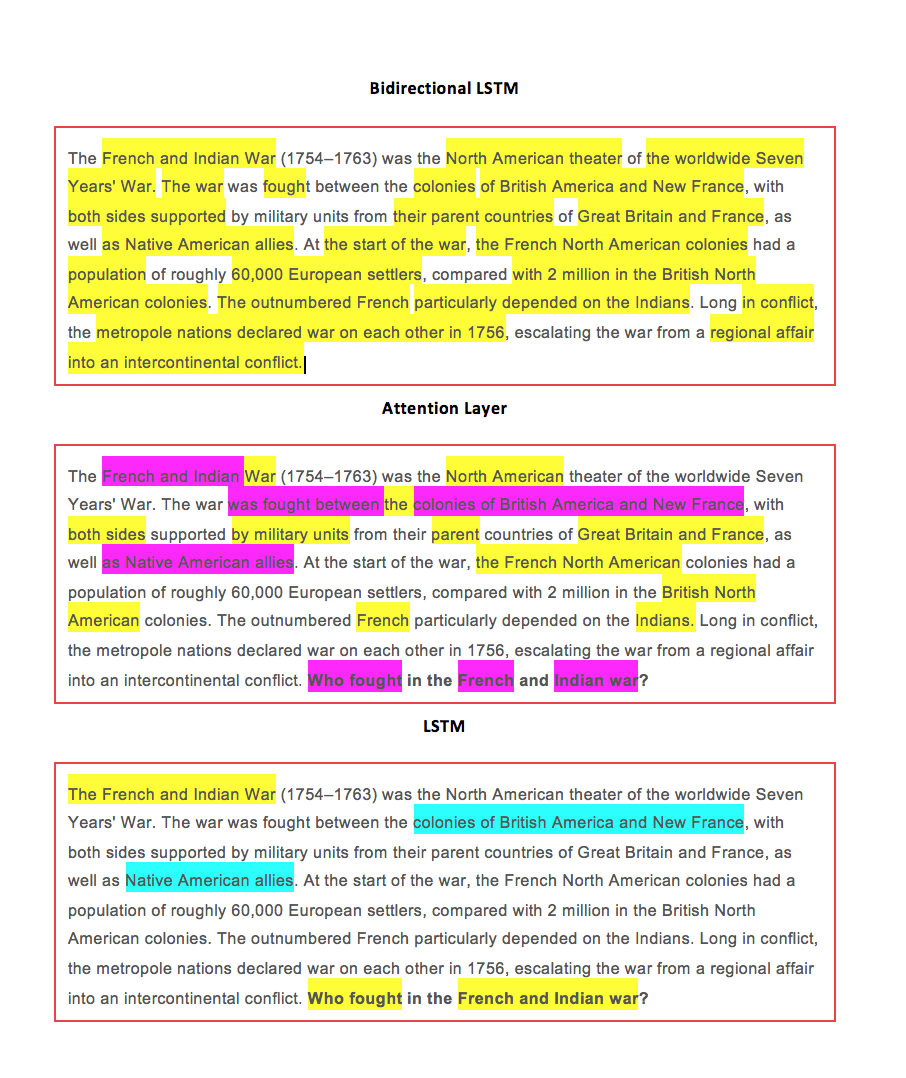 Bidirectional LSTM
The French and Indian War (1754–1763) was the North American theater of the worldwide Seven
Years' War. The war was fought between the colonies of British America and New France, with
both sides supported by military units from their parent countries of Great Britain and France, as
well as Native American allies. At the start of the war, the French North American colonies had a
population of roughly 60,000 European settlers, compared with 2 million in the British North
American colonies. The outnumbered French particularly depended on the Indians. Long in conflict,
the metropole nations declared war on each other in 1756, escalating the war from a regional affair
into an intercontinental conflict.
Attention Layer
The French and Indian War (1754–1763) was the North American theater of the worldwide Seven
Years' War. The war was fought between the colonies of British America and New France, with
both sides supported by military units from their parent countries of Great Britain and France, as
well as Native American allies. At the start of the war, the French North American colonies had a
population of roughly 60,000 European settlers, compared with 2 million in the British North
American colonies. The outnumbered French particularly depended on the Indians. Long in conflict,
the metropole nations declared war on each other in 1756, escalating the war from a regional affair
into an intercontinental conflict. Who fought in the French and Indian war?
LSTM
The French and Indian War (1754–1763) was the North American theater of the worldwide Seven
Years' War. The war was fought between the colonies of British America and New France, with
both sides supported by military units from their parent countries of Great Britain and France, as
well as Native American allies. At the start of the war, the French North American colonies had a
population of roughly 60,000 European settlers, compared with 2 million in the British North
American colonies. The outnumbered French particularly depended on the Indians. Long in conflict,
the metropole nations declared war on each other in 1756, escalating the war from a regional affair
into an intercontinental conflict. Who fought in the French and Indian war?